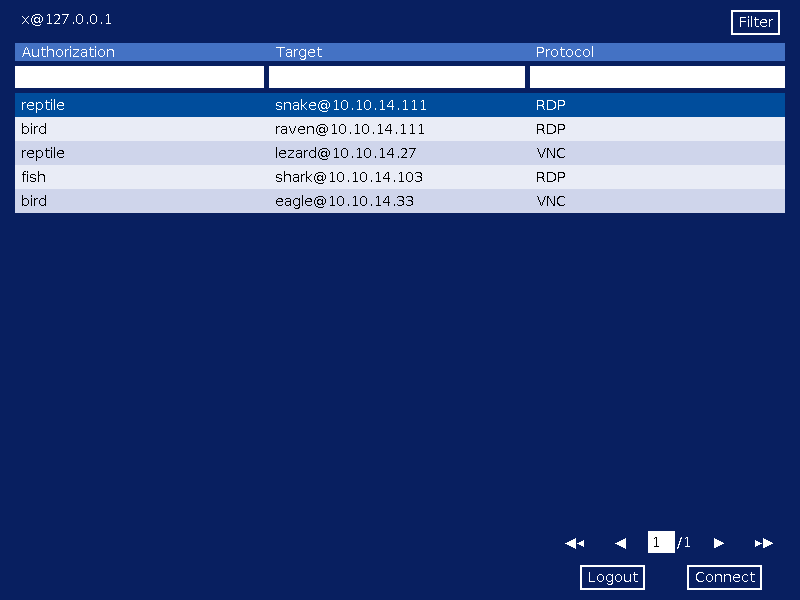 x@127.0.0.1
Filter
Authorization Target Protocol
reptile snake@10.10.14.111 RDP
bird raven@10.10.14.111 RDP
reptile lezard@10.10.14.27 VNC
fish shark@10.10.14.103 RDP
bird eagle@10.10.14.33 VNC
1 /1
Logout Connect